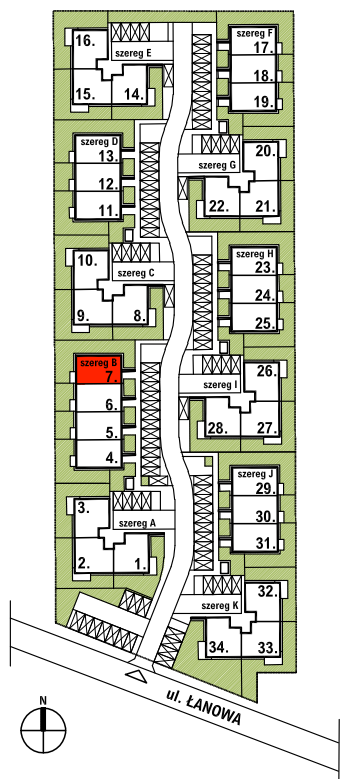 16.
szereg E
15.
14.
szereg F
17.
18.
19.
szereg D
13.
12.
11.
szereg G
20.
22.
21.
10.
szereg C
9.
8.
szereg H
23.
24.
25.
szereg B
7.
6.
5.
4.
26.
szereg I
28.
27.
3.
szereg A
2.
1.
szereg J
29.
30.
31.
szereg K
32.
34.
33.
ul. ŁANOWA
N